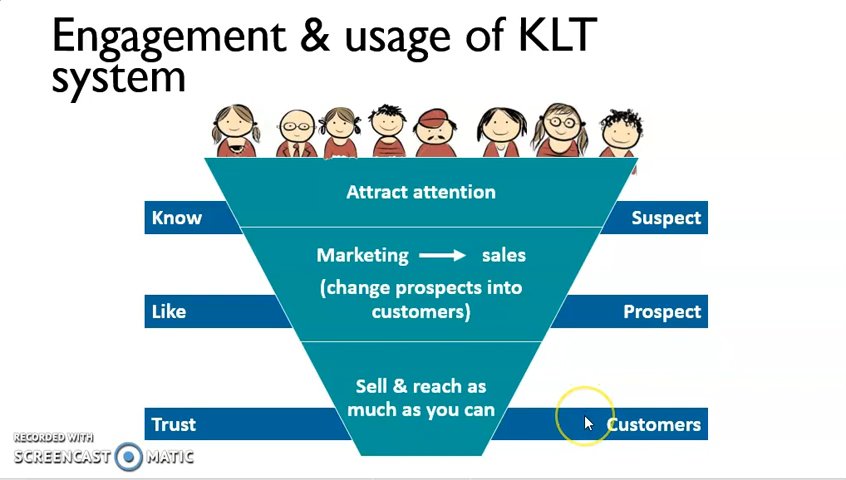 Engagement & usage of KLT
system
Attract attention
Know
Suspect
Marketing sales
(change prospects into
customers)
Like
Prospect
Sell & reach as
much as you can
Trust
Customers
RECORDED WITH
SCREENCAST MATIC